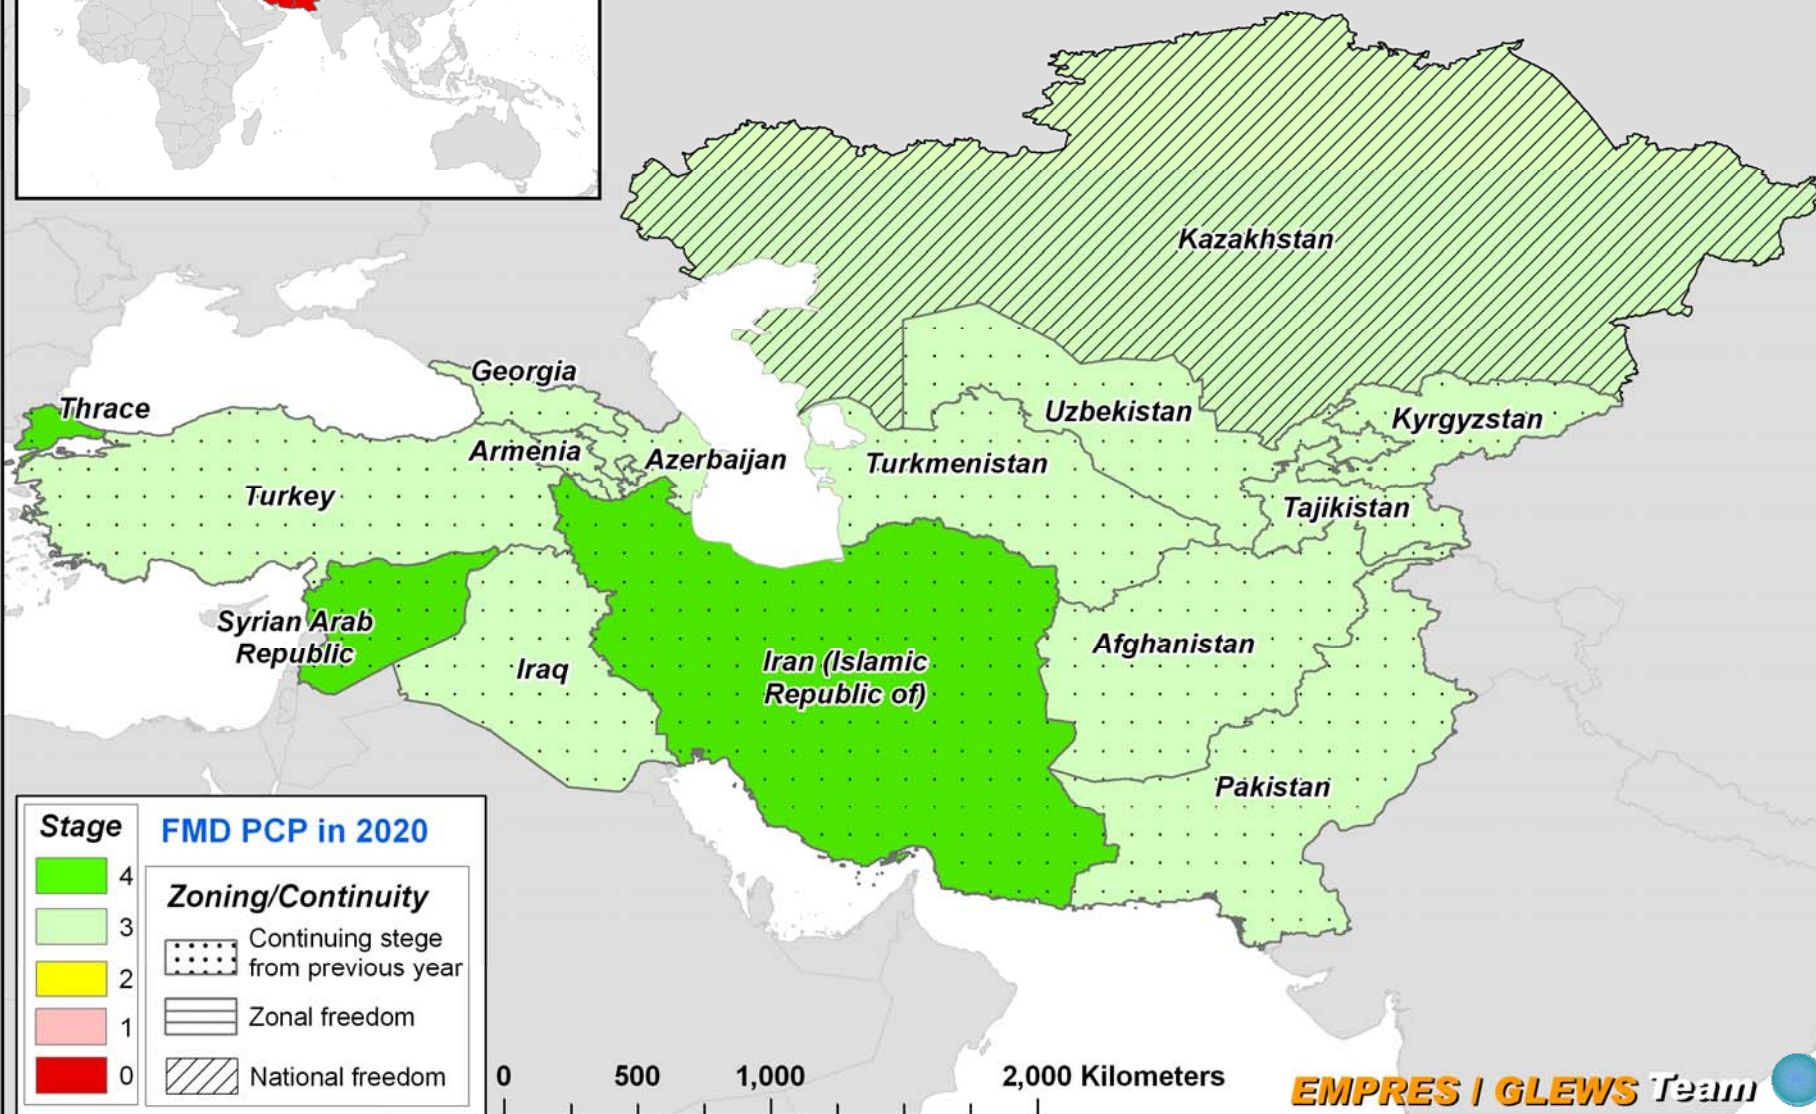 Kazakhstan
Georgia
Thrace
Uzbekistan
Kyrgyzstan
Armenia
Azerbaijan
Turkmenistan
Turkey
Tajikistan
Syrian Arab
Republic
Iraq
Iran (Islamic
Republic of)
Afghanistan
Pakistan
Stage
4
3
2
1
0
FMD PCP in 2020
Zoning/Continuity
Continuing stege
from previous year
Zonal freedom
National freedom
0 500 1,000 2,000 Kilometers
EMPRES / GLEWS Team